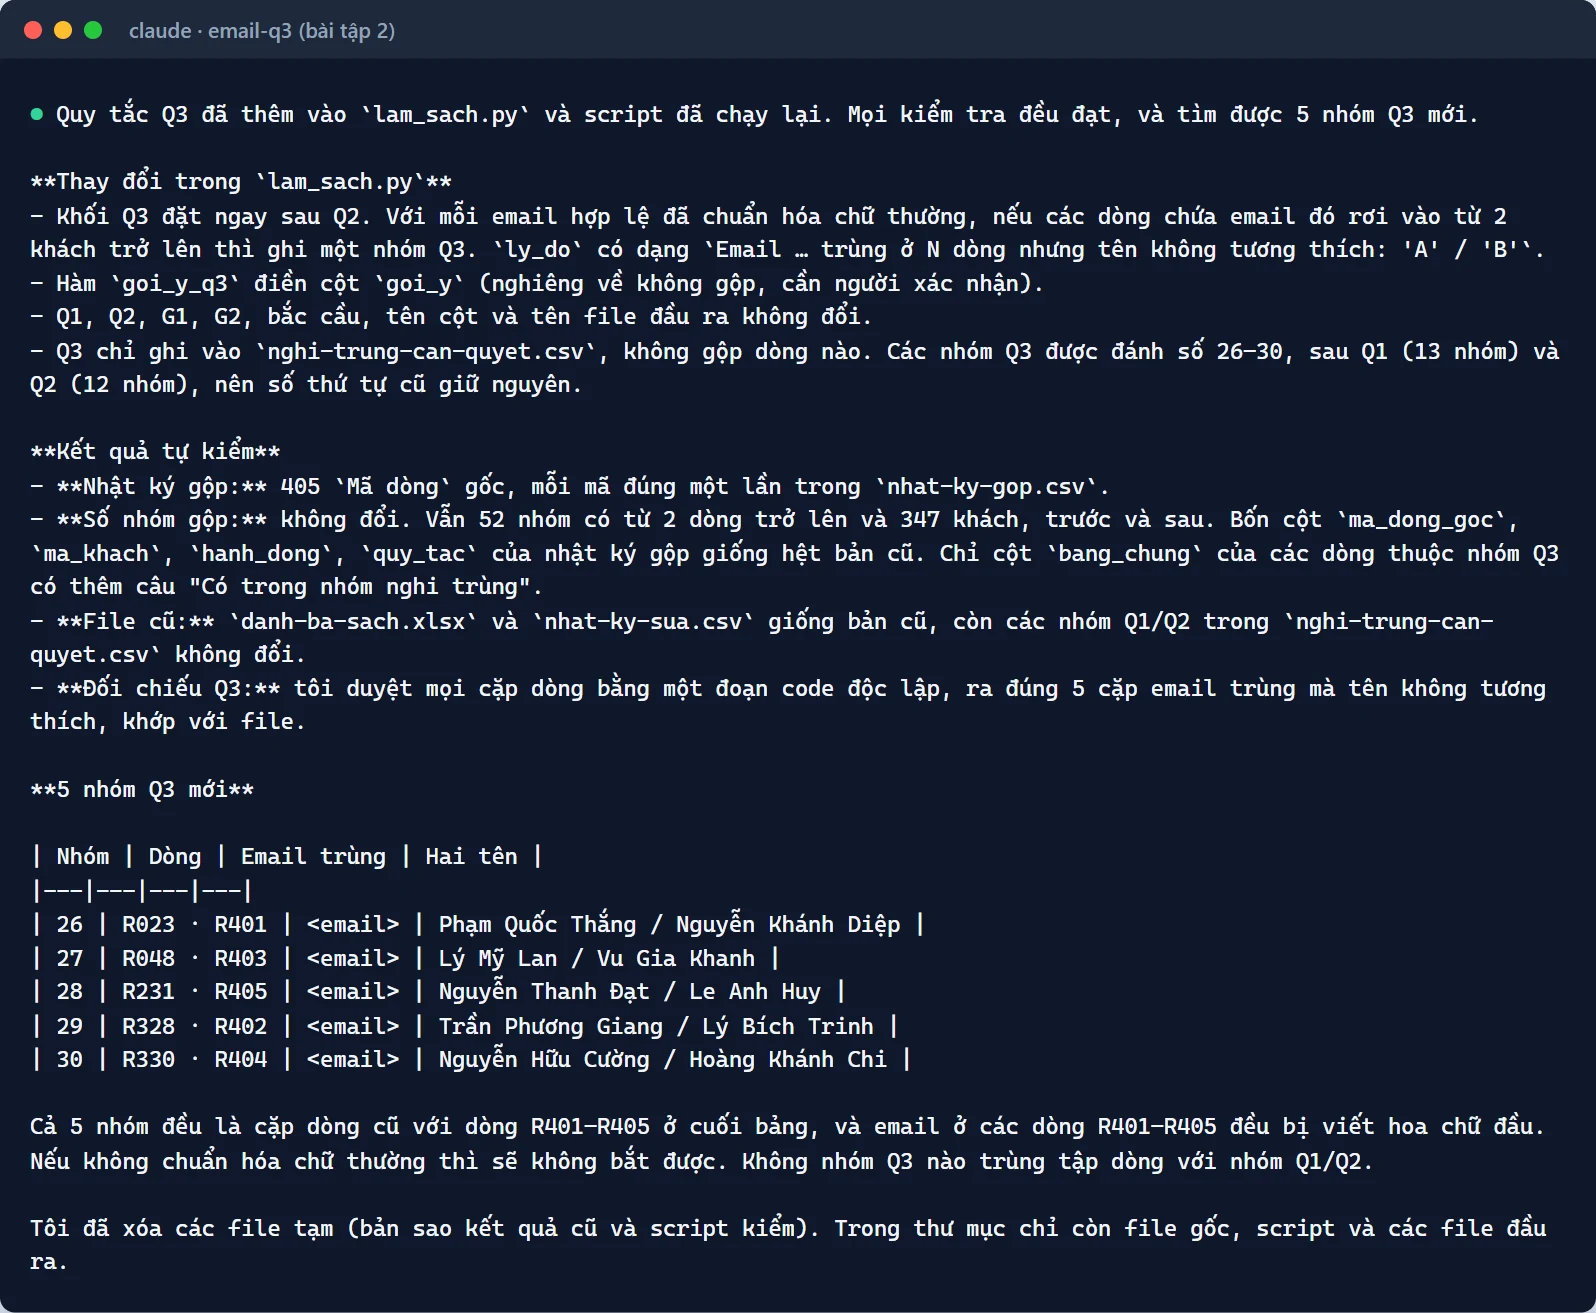 claude · email-q3 (bài tập 2)
● Quy tắc Q3 đã thêm vào `lam_sach.py` và script đã chạy lại. Mọi kiểm tra đều đạt, và tìm được 5 nhóm Q3 mới.
**Thay đổi trong `lam_sach.py`**
- Khối Q3 đặt ngay sau Q2. Với mỗi email hợp lệ đã chuẩn hóa chữ thường, nếu các dòng chứa email đó rơi vào từ 2
khách trở lên thì ghi một nhóm Q3. `ly_do` có dạng `Email … trùng ở N dòng nhưng tên không tương thích: 'A' / 'B'`.
- Hàm `goi_y_q3` điền cột `goi_y` (nghiêng về không gộp, cần người xác nhận).
- Q1, Q2, G1, G2, bắc cầu, tên cột và tên file đầu ra không đổi.
- Q3 chỉ ghi vào `nghi-trung-can-quyet.csv`, không gộp dòng nào. Các nhóm Q3 được đánh số 26–30, sau Q1 (13 nhóm) và
Q2 (12 nhóm), nên số thứ tự cũ giữ nguyên.
**Kết quả tự kiểm**
- **Nhật ký gộp:** 405 `Mã dòng` gốc, mỗi mã đúng một lần trong `nhat-ky-gop.csv`.
- **Số nhóm gộp:** không đổi. Vẫn 52 nhóm có từ 2 dòng trở lên và 347 khách, trước và sau. Bốn cột `ma_dong_goc`,
`ma_khach`, `hanh_dong`, `quy_tac` của nhật ký gộp giống hệt bản cũ. Chỉ cột `bang_chung` của các dòng thuộc nhóm Q3
có thêm câu "Có trong nhóm nghi trùng".
- **File cũ:** `danh-ba-sach.xlsx` và `nhat-ky-sua.csv` giống bản cũ, còn các nhóm Q1/Q2 trong `nghi-trung-can-
quyet.csv` không đổi.
- **Đối chiếu Q3:** tôi duyệt mọi cặp dòng bằng một đoạn code độc lập, ra đúng 5 cặp email trùng mà tên không tương
thích, khớp với file.
**5 nhóm Q3 mới**
| Nhóm | Dòng | Email trùng | Hai tên |
|---|---|---|---|
| 26 | R023 · R401 | <email> | Phạm Quốc Thắng / Nguyễn Khánh Diệp |
| 27 | R048 · R403 | <email> | Lý Mỹ Lan / Vu Gia Khanh |
| 28 | R231 · R405 | <email> | Nguyễn Thanh Đạt / Le Anh Huy |
| 29 | R328 · R402 | <email> | Trần Phương Giang / Lý Bích Trinh |
| 30 | R330 · R404 | <email> | Nguyễn Hữu Cường / Hoàng Khánh Chi |
Cả 5 nhóm đều là cặp dòng cũ với dòng R401–R405 ở cuối bảng, và email ở các dòng R401–R405 đều bị viết hoa chữ đầu.
Nếu không chuẩn hóa chữ thường thì sẽ không bắt được. Không nhóm Q3 nào trùng tập dòng với nhóm Q1/Q2.
Tôi đã xóa các file tạm (bản sao kết quả cũ và script kiểm). Trong thư mục chỉ còn file gốc, script và các file đầu
ra.